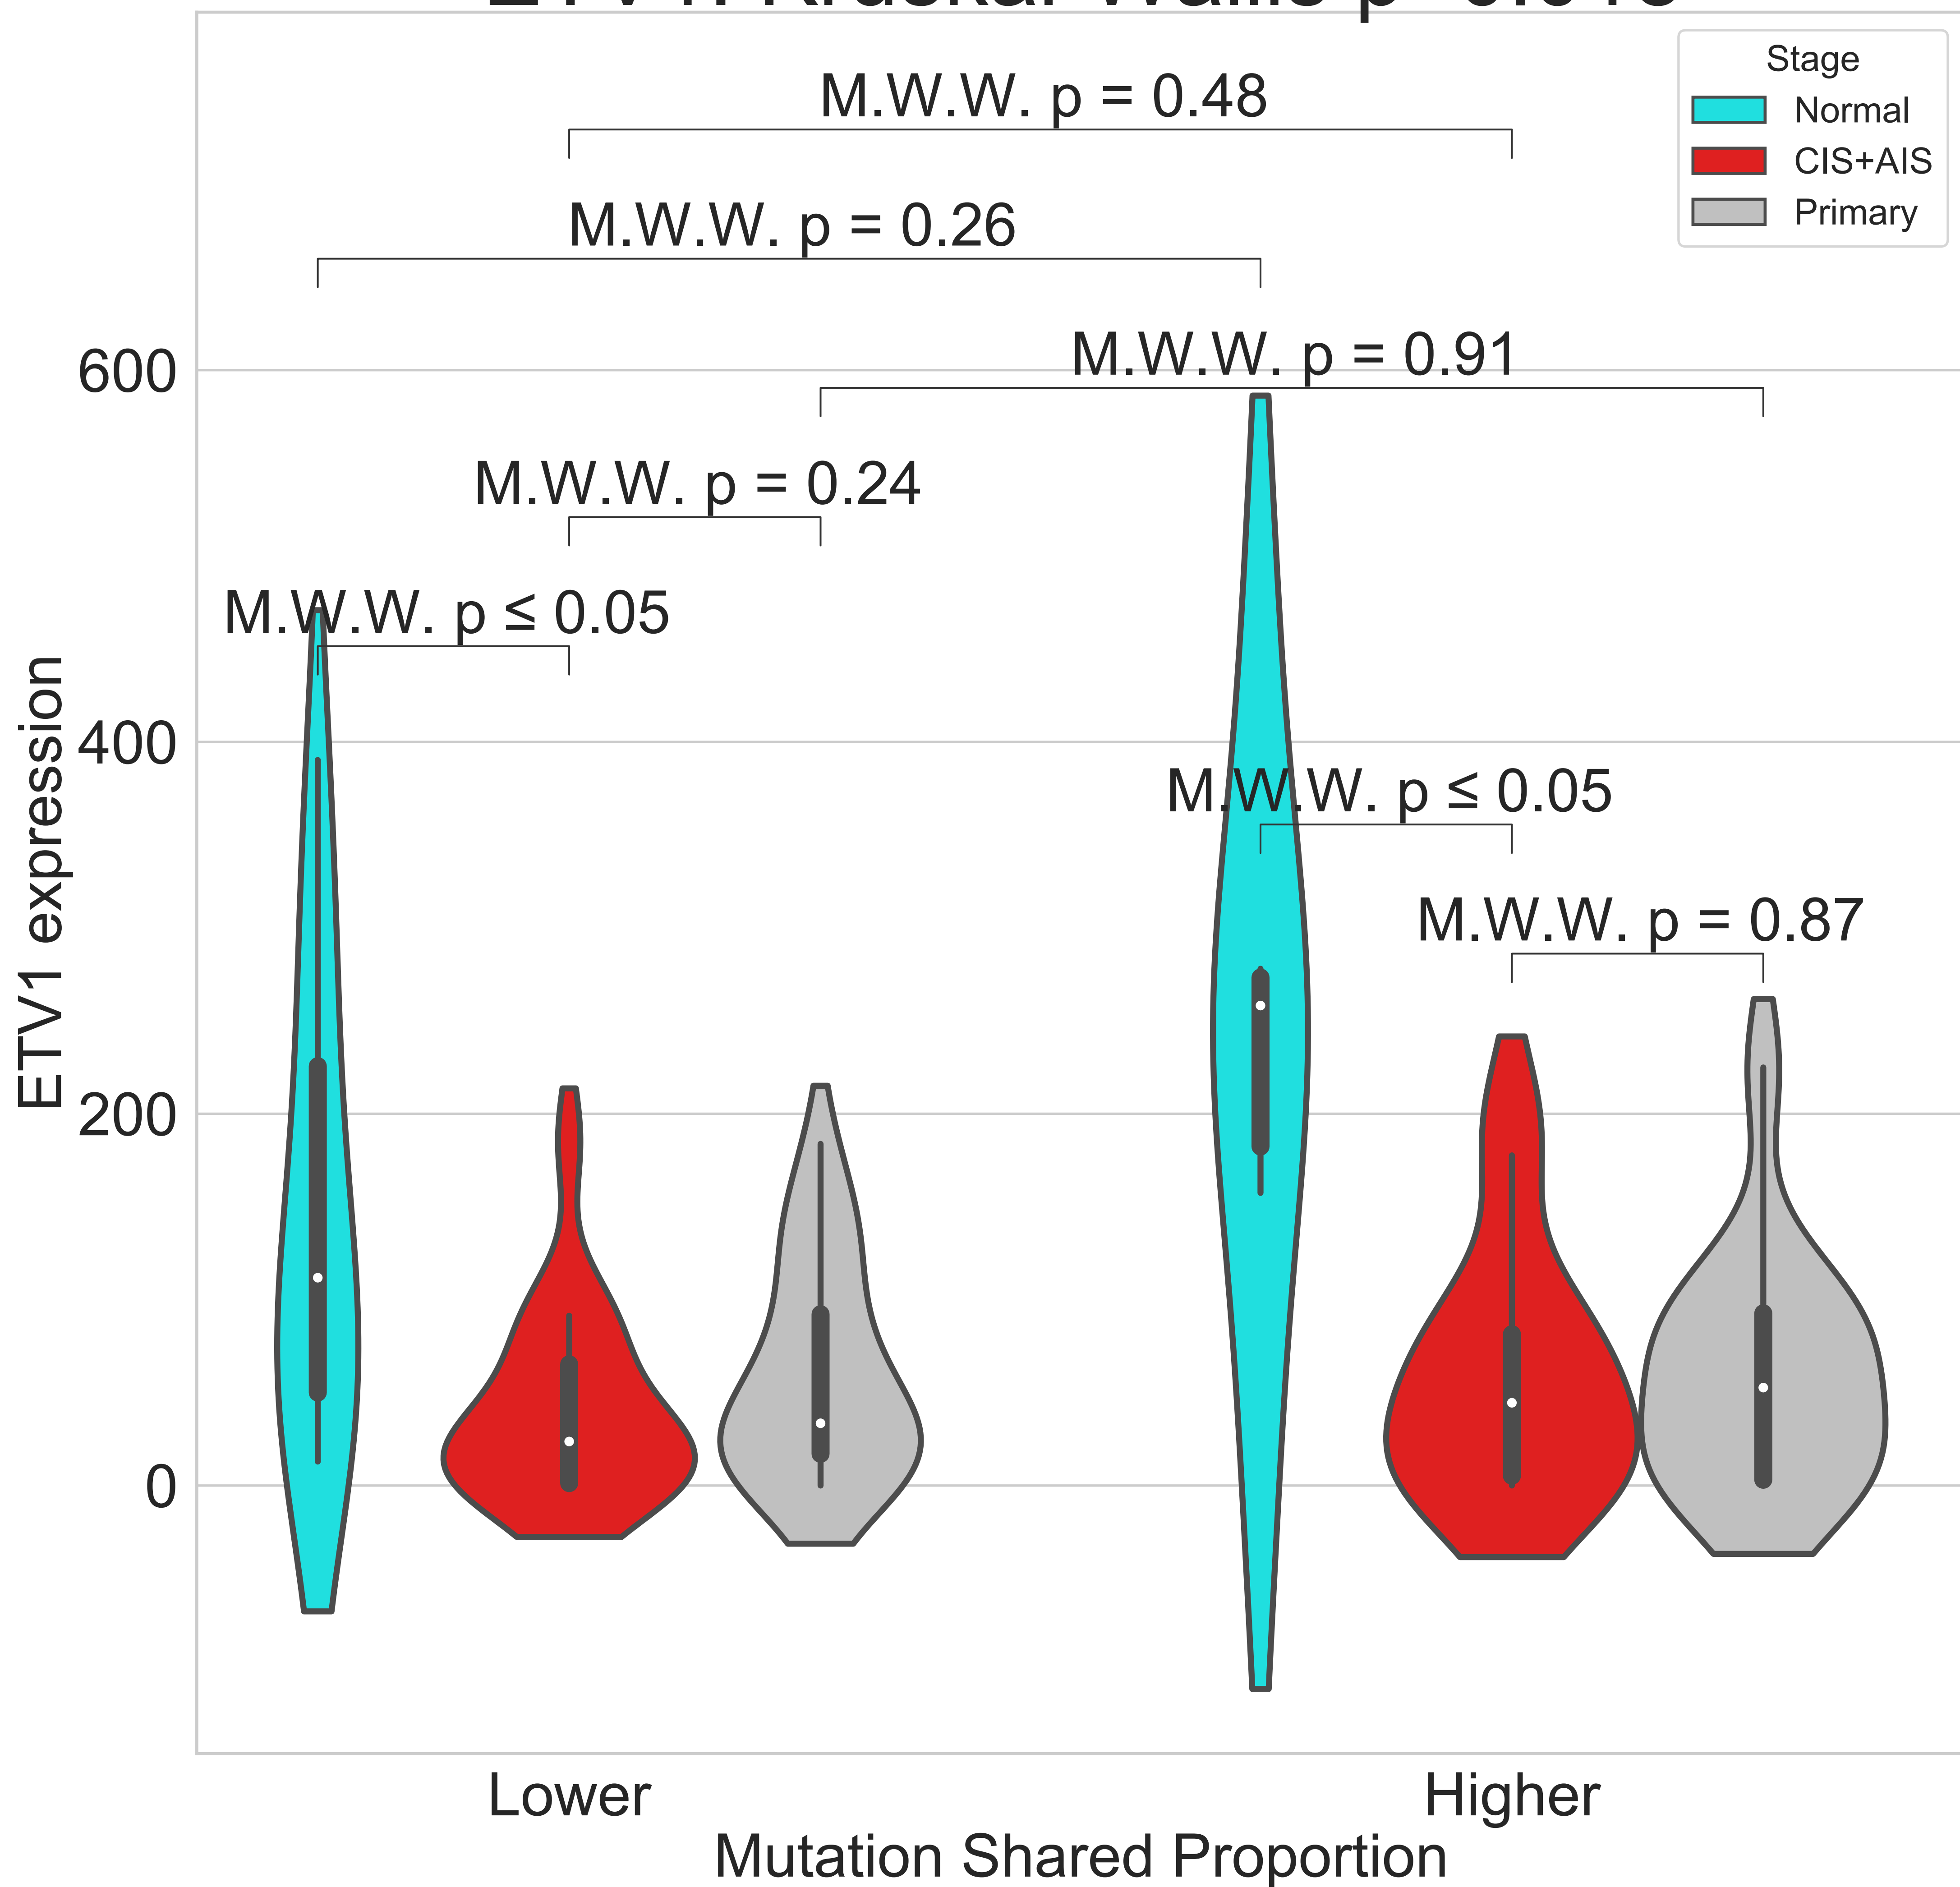 Stage
Normal
CIS+AIS
Primary
M.W.W. p = 0.48
M.W.W. p = 0.26
M.W.W. p = 0.91
M.W.W. p = 0.24
M.W.W. p ≤ 0.05
M.W.W. p ≤ 0.05
M.W.W. p = 0.87
600
400
200
0
ETV1 expression
Lower
Higher
Mutation Shared Proportion